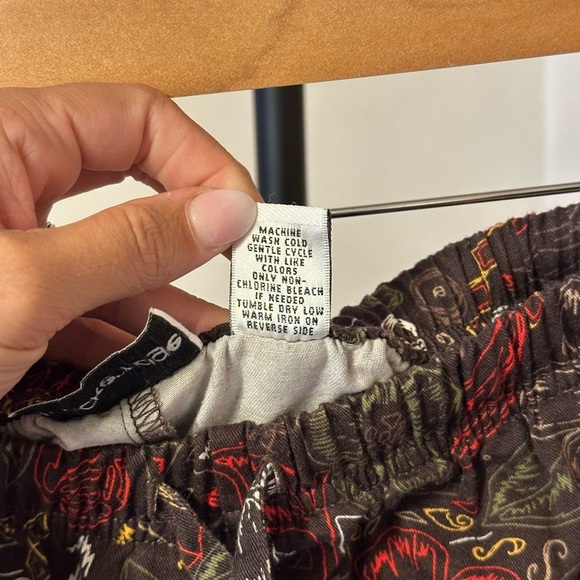 MACHINE
WASH COLD
GENTLE CYCLE
WITH LIKE
COLORS
ONLY NON-
CHLORINE BLEACH
IF NEEDED
TUMBLE DRY LOW
WARM IRON ON
REVERSE SIDE